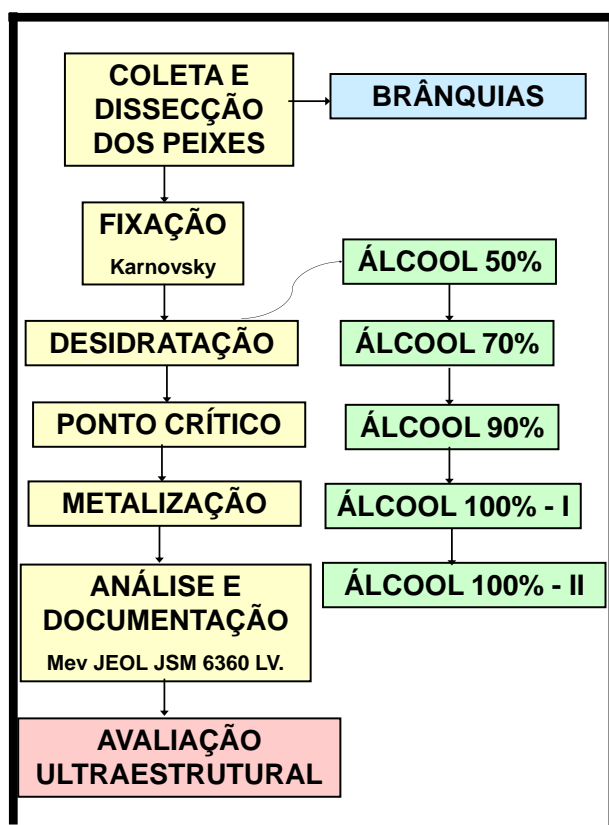 COLETA E
DISSECÇÃO
DOS PEIXES
BRÂNQUIAS
FIXAÇÃO
Karnovsky
DESIDRATAÇÃO
PONTO CRÍTICO
METALIZAÇÃO
ANÁLISE E
DOCUMENTAÇÃO
Mev JEOL JSM 6360 LV.
AVALIAÇÃO
ULTRAESTRUTURAL
ÁLCOOL 50%
ÁLCOOL 70%
ÁLCOOL 90%
ÁLCOOL 100% - I
ÁLCOOL 100% - II